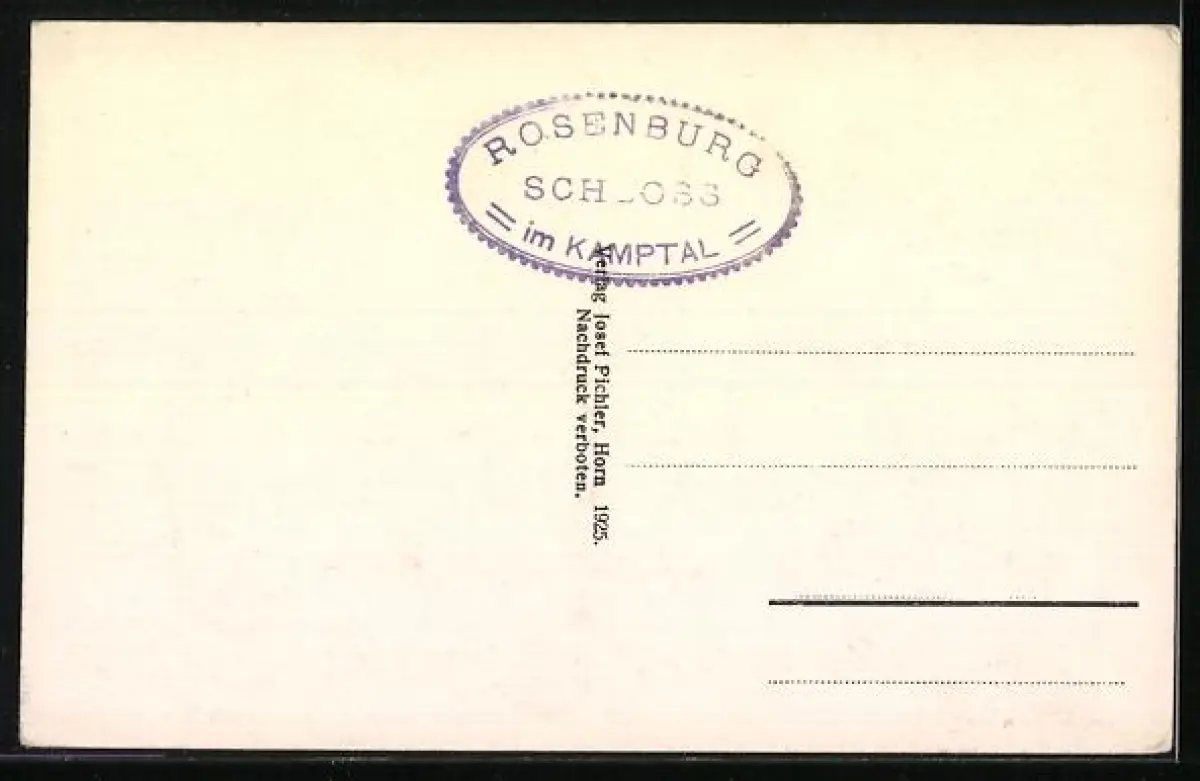 ROSENBURG
SCHLOSS
= im KAMPTAL =
Verlag Josef Pichler, Horn 1925.
Nachdruck verboten.